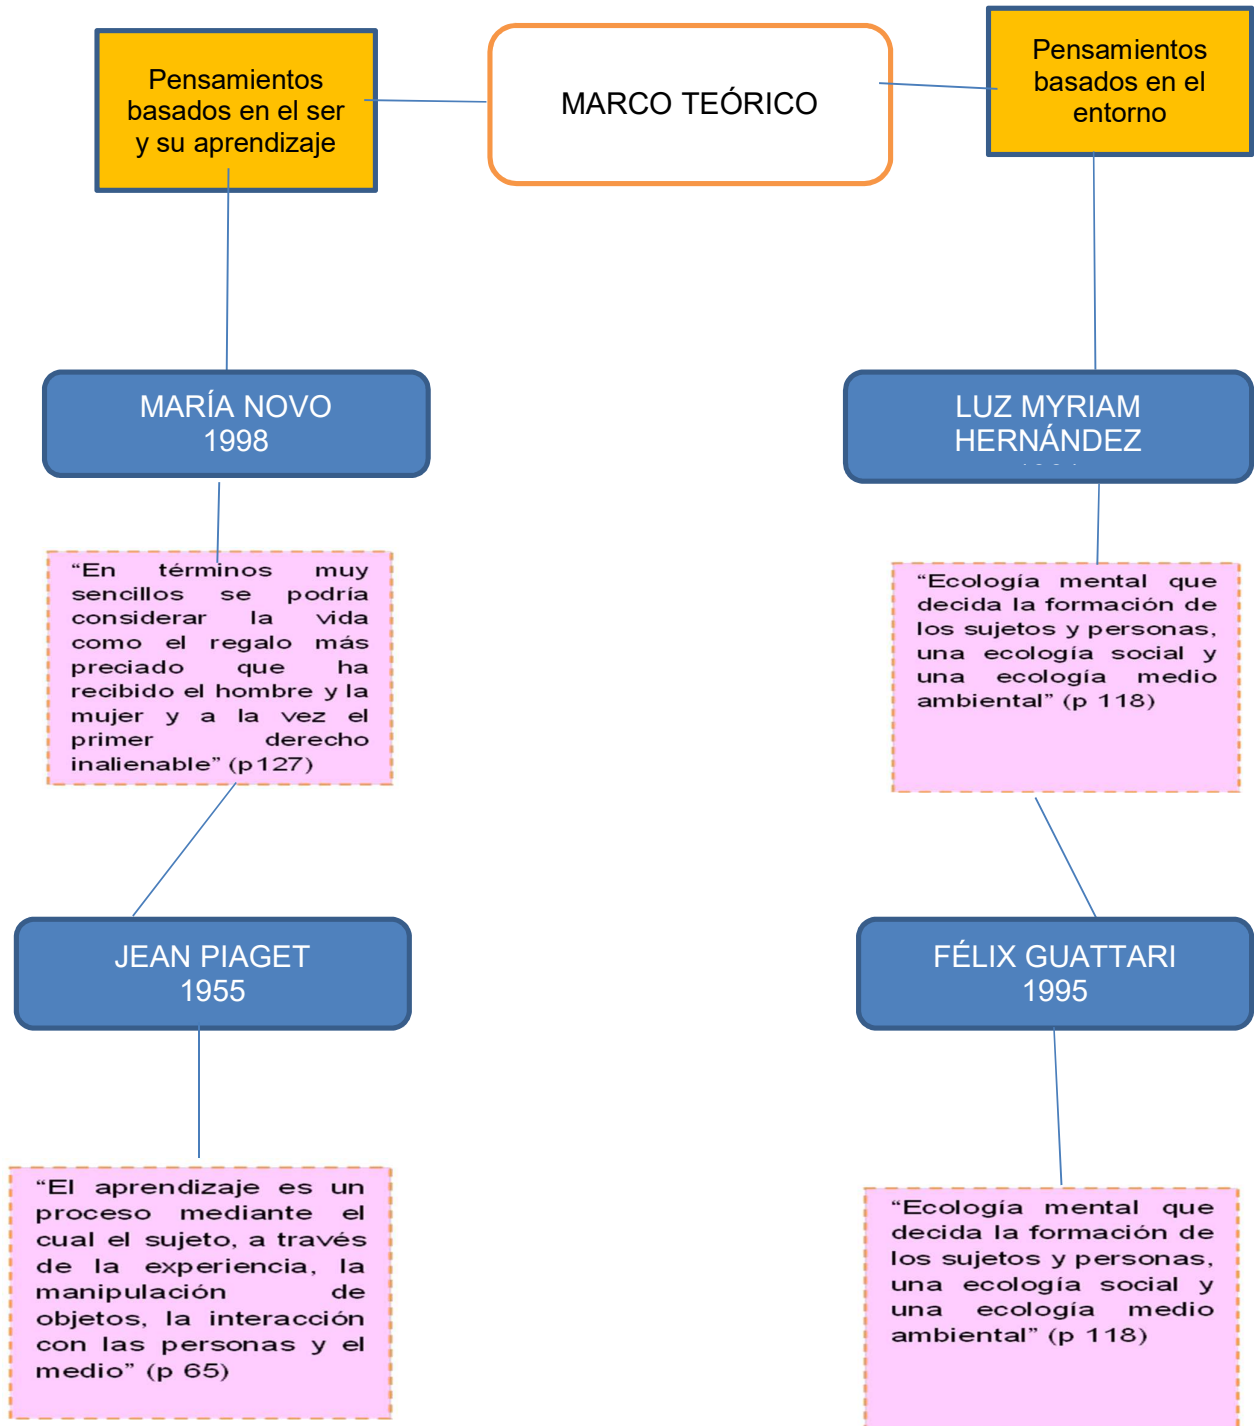 Pensamientos
basados en el ser
y su aprendizaje
MARCO TEÓRICO
Pensamientos
basados en el
entorno
MARÍA NOVO
1998
“En términos muy
sencillos se podría
considerar la vida
como el regalo más
preciado que ha
recibido el hombre y la
mujer y a la vez el
primer derecho
inalienable” (p127)
JEAN PIAGET
1955
“El aprendizaje es un
proceso mediante el
cual el sujeto, a través
de la experiencia, la
manipulación de
objetos, la interacción
con las personas y el
medio” (p 65)
LUZ MYRIAM
HERNÁNDEZ
“Ecología mental que
decida la formación de
los sujetos y personas,
una ecología social y
una ecología medio
ambiental” (p 118)
FÉLIX GUATTARI
1995
“Ecología mental que
decida la formación de
los sujetos y personas,
una ecología social y
una ecología medio
ambiental” (p 118)